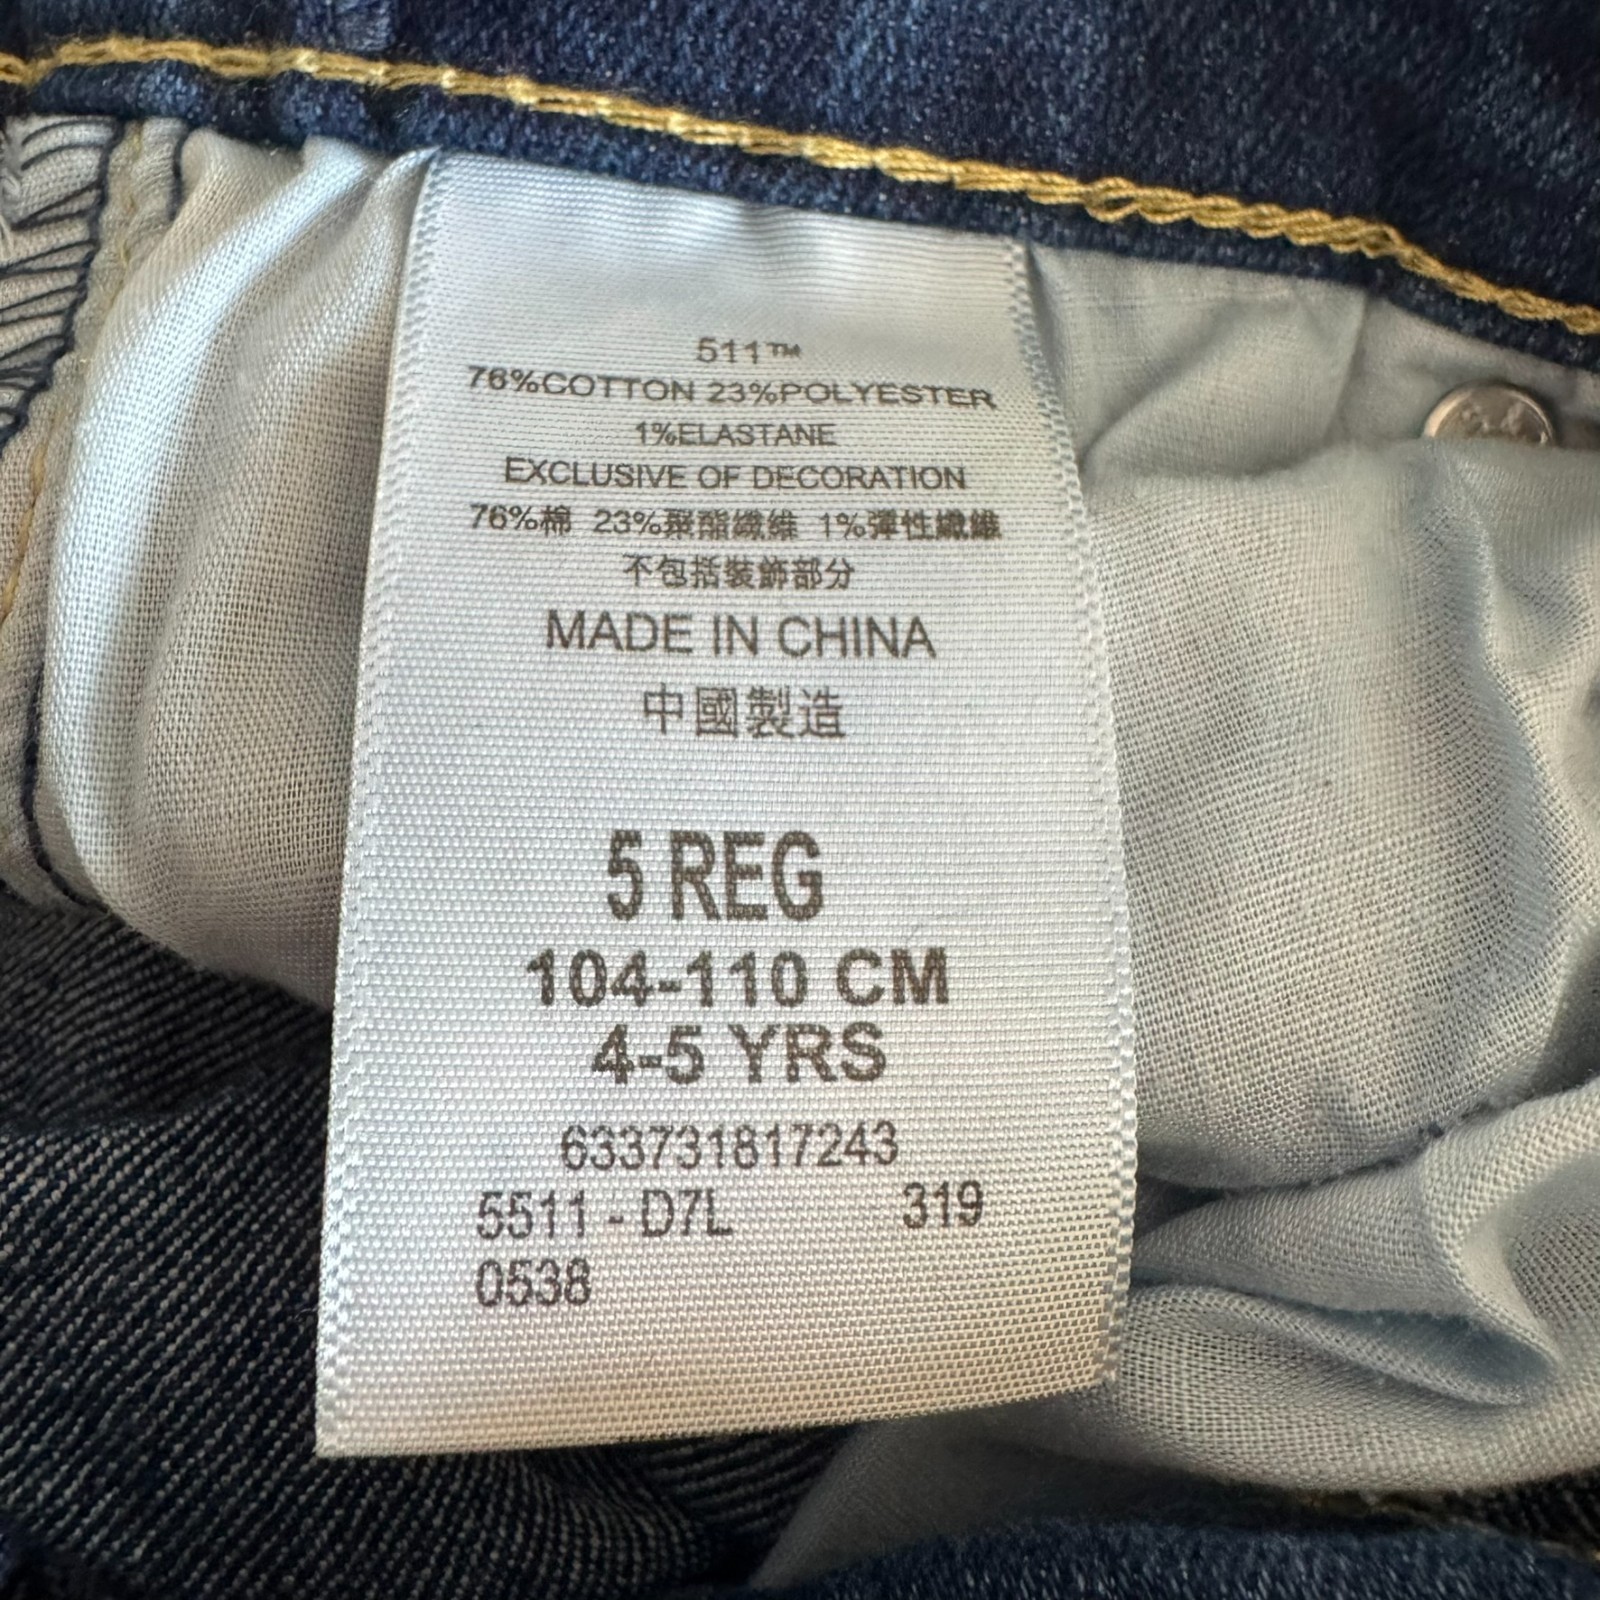 511™
76%COTTON 23%POLYESTER
1%ELASTANE
EXCLUSIVE OF DECORATION
76%棉 23%聚酯纖維 1%彈性纖維
不包括裝飾部分
MADE IN CHINA
中國製造
5 REG
104-110 CM
4-5 YRS
633731817243
5511 - D7L 319
0538